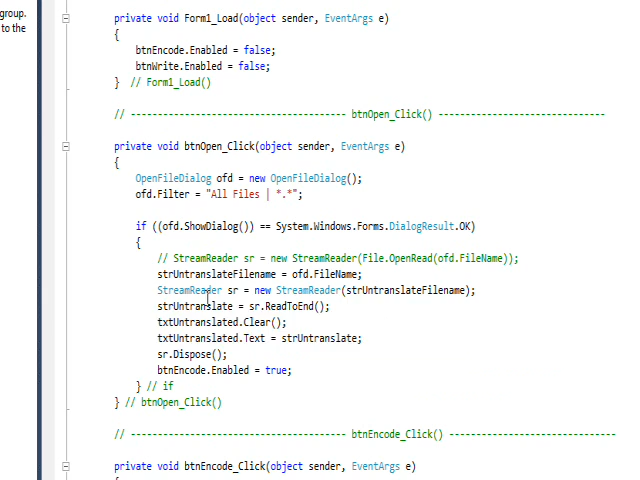 group.
to the
private void Form1_Load(object sender, EventArgs e)
{
btnEncode.Enabled = false;
btnWrite.Enabled = false;
} // Form1_Load()
// ---------------------------------------- btnOpen_Click() -------------------------------
private void btnOpen_Click(object sender, EventArgs e)
{
OpenFileDialog ofd = new OpenFileDialog();
ofd.Filter = "All Files | *.*";
if ((ofd.ShowDialog()) == System.Windows.Forms.DialogResult.OK)
{
// StreamReader sr = new StreamReader(File.OpenRead(ofd.FileName));
strUntranslateFilename = ofd.FileName;
StreamReader sr = new StreamReader(strUntranslateFilename);
strUntranslate = sr.ReadToEnd();
txtUntranslated.Clear();
txtUntranslated.Text = strUntranslate;
sr.Dispose();
btnEncode.Enabled = true;
} // if
} // btnOpen_Click()
// ---------------------------------------- btnEncode_Click() -------------------------------
private void btnEncode_Click(object sender, EventArgs e)